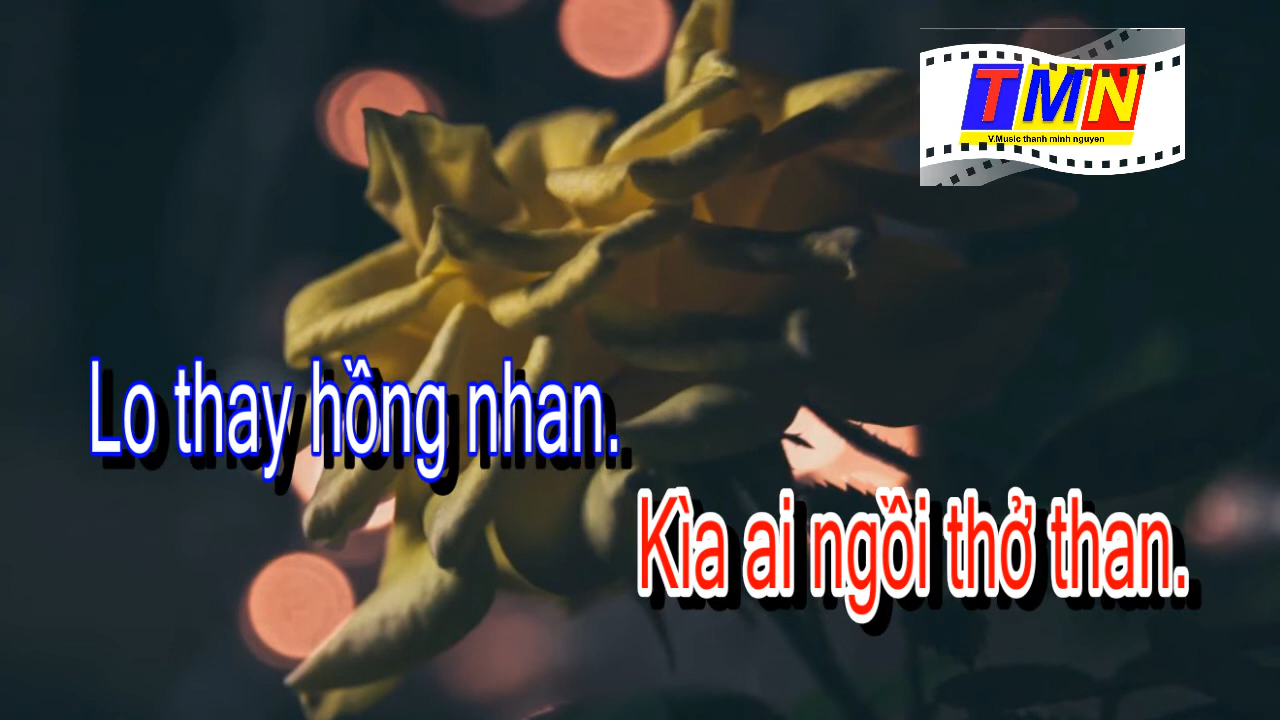 TMN
V.Music thanh minh nguyen
Lo thay hồng nhan.
Kìa ai ngồi thở than.